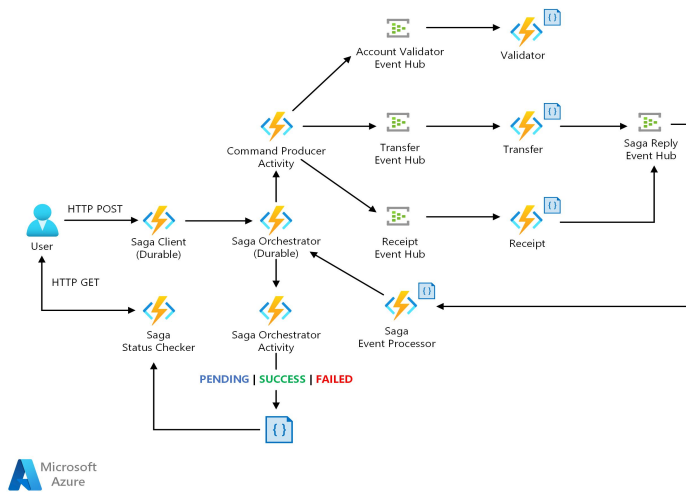 Account Validator
Event Hub
Validator
Command Producer
Activity
Transfer
Event Hub
Transfer
Saga Reply
Event Hub
HTTP POST
User
Saga Client
(Durable)
Saga Orchestrator
(Durable)
Receipt
Event Hub
Receipt
HTTP GET
Saga
Status Checker
Saga Orchestrator
Activity
Saga
Event Processor
PENDING | SUCCESS | FAILED
{ }
{ }
{ }
{ }
{ }
Microsoft
Azure